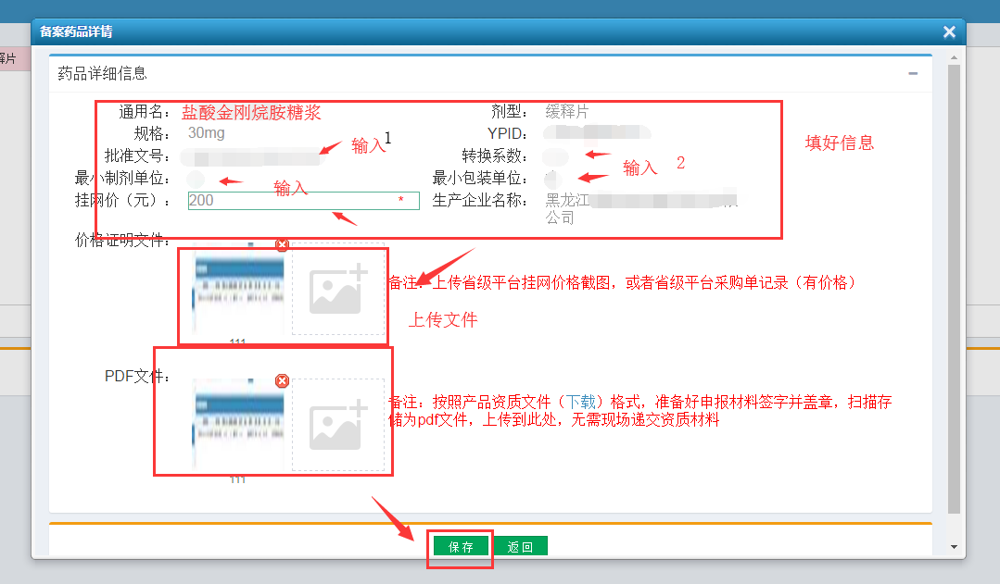 备案药品详情
释片
药品详细信息
通用名： 盐酸金刚烷胺糖浆 剂型： 缓释片
规格： 30mg YPID：
批准文号： 输入1 转换系数：
最小制剂单位： 输入 最小包装单位： 输入 2
填好信息
挂网价（元）： 200 * 生产企业名称： 黑龙江
公司
价格证明文件：
备注：上传省级平台挂网价格截图，或者省级平台采购单记录（有价格）
上传文件
111
PDF文件：
备注：按照产品资质文件（下载）格式，准备好申报材料签字并盖章，扫描存
储为pdf文件，上传到此处，无需现场递交资质材料
111
保存 返回